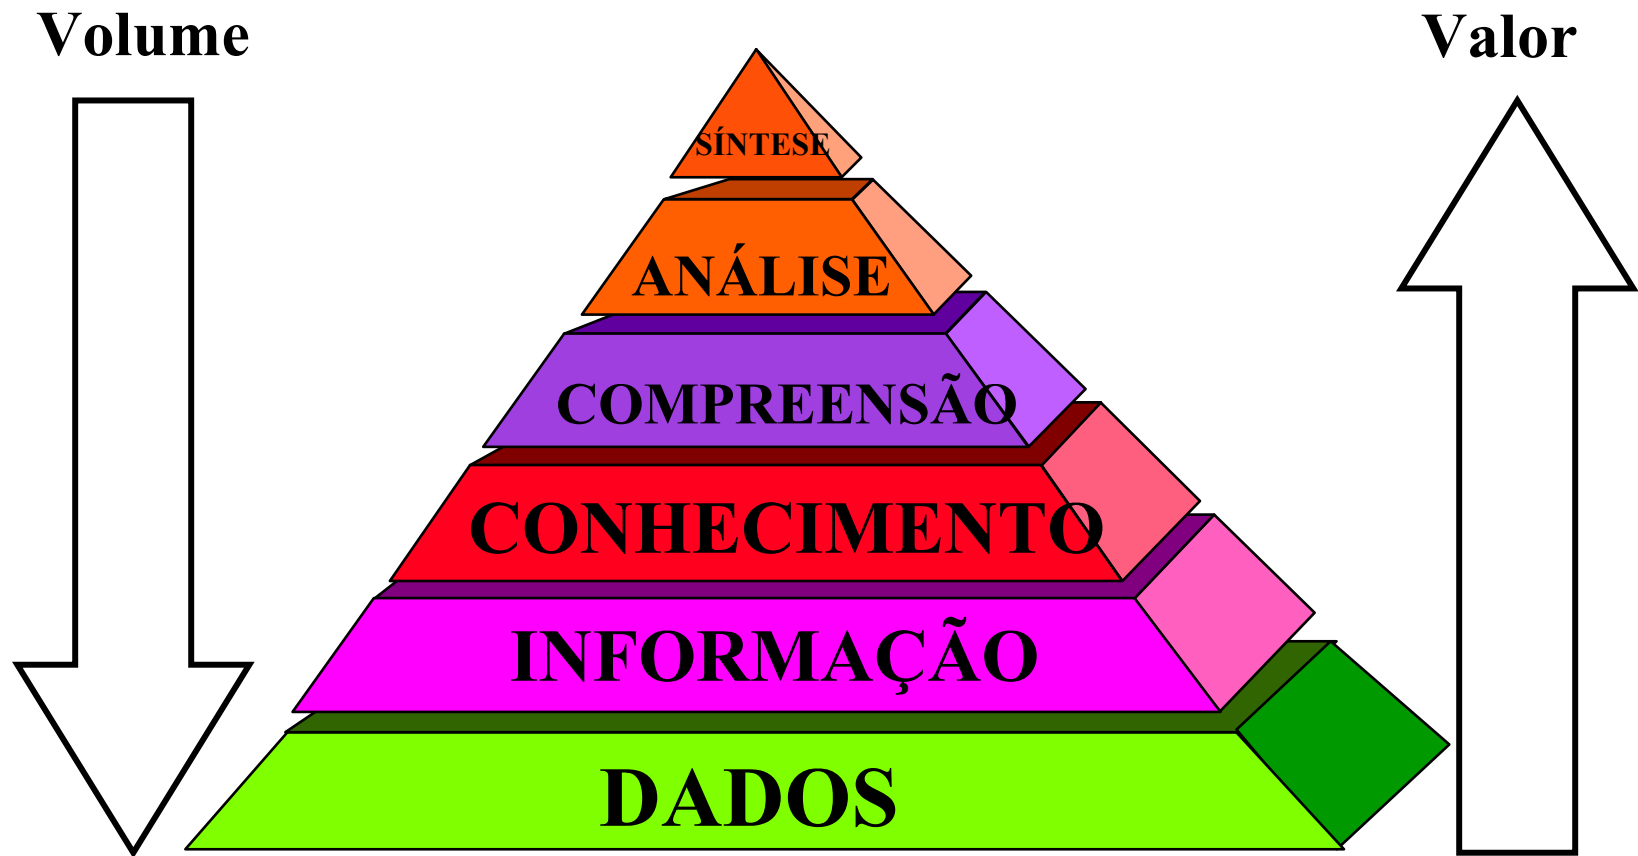 Volume
Valor
SÍNTESE
ANÁLISE
COMPREENSÃO
CONHECIMENTO
INFORMAÇÃO
DADOS